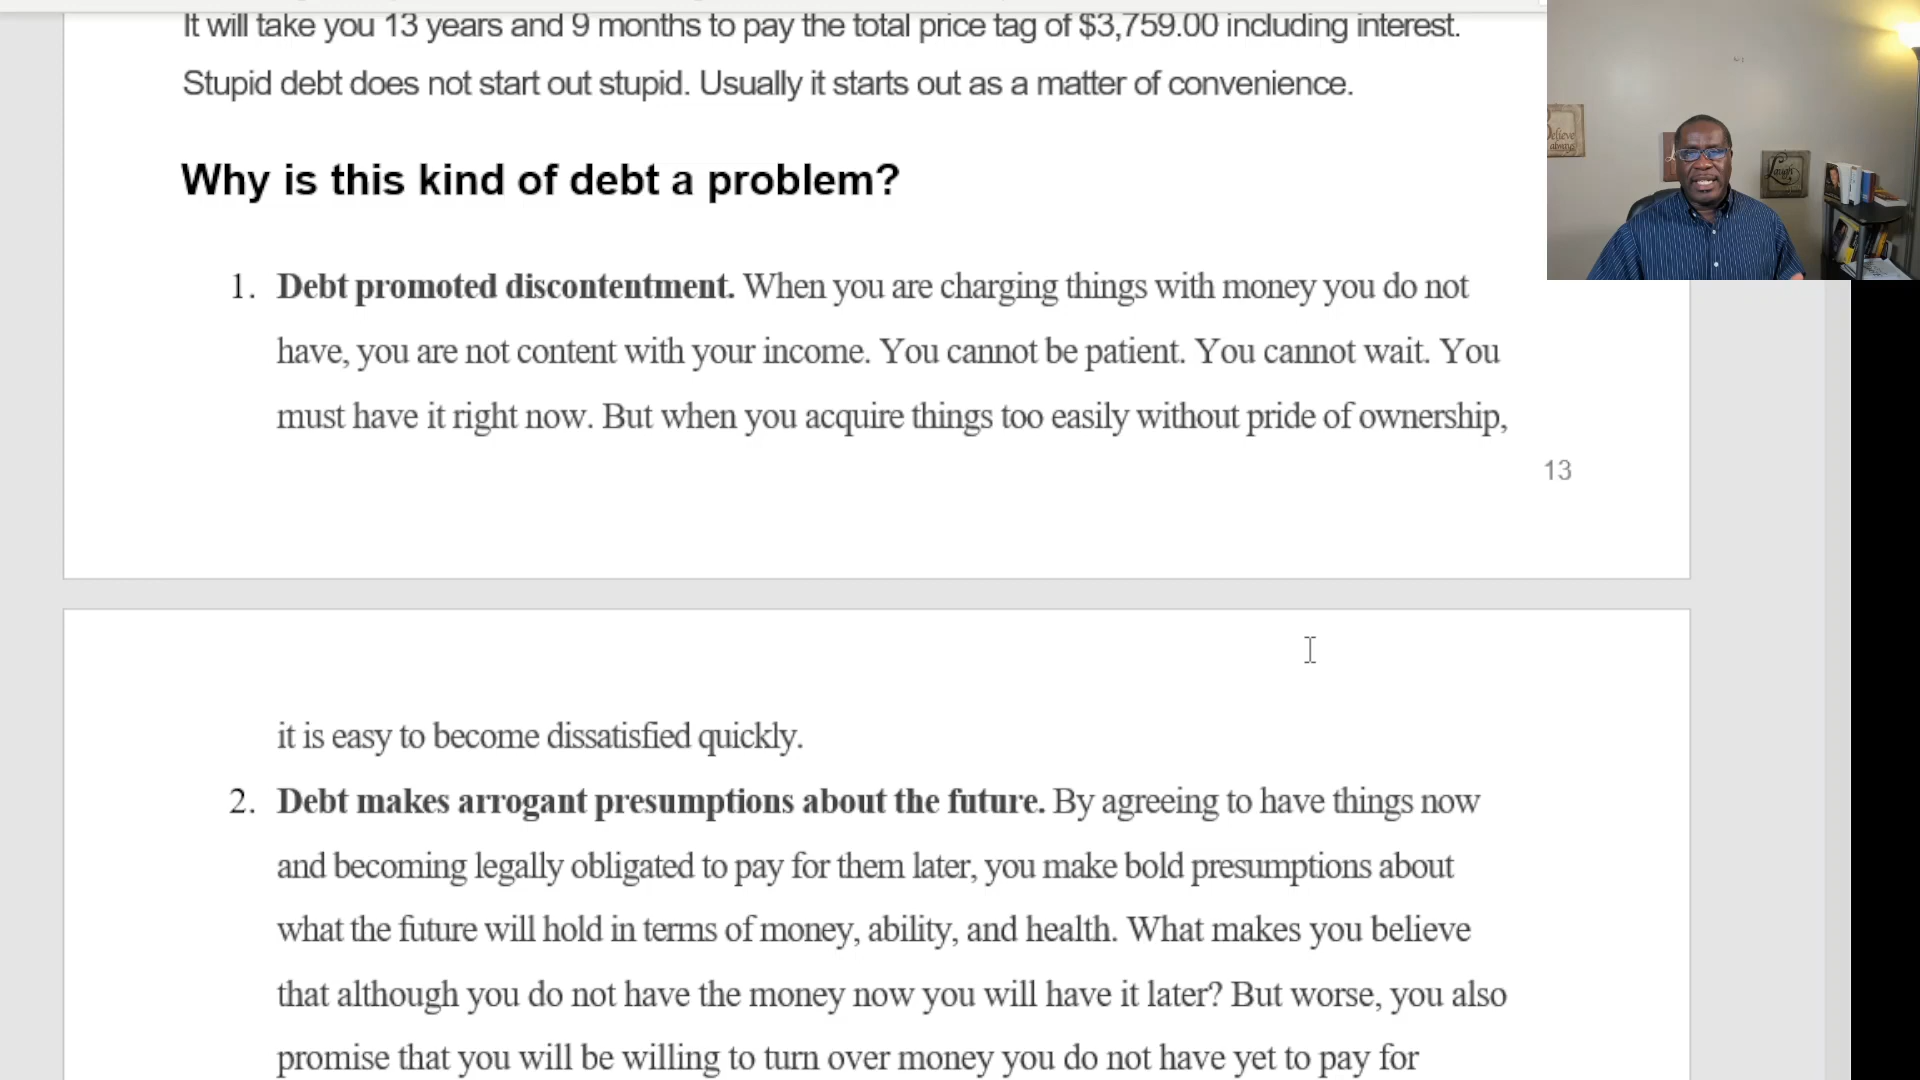 It will take you 13 years and 9 months to pay the total price tag of $3,759.00 including interest.
Stupid debt does not start out stupid. Usually it starts out as a matter of convenience.
Why is this kind of debt a problem?
1. Debt promoted discontentment. When you are charging things with money you do not
have, you are not content with your income. You cannot be patient. You cannot wait. You
must have it right now. But when you acquire things too easily without pride of ownership,
13
it is easy to become dissatisfied quickly.
2. Debt makes arrogant presumptions about the future. By agreeing to have things now
and becoming legally obligated to pay for them later, you make bold presumptions about
what the future will hold in terms of money, ability, and health. What makes you believe
that although you do not have the money now you will have it later? But worse, you also
promise that you will be willing to turn over money you do not have yet to pay for
Believe
always
Laugh